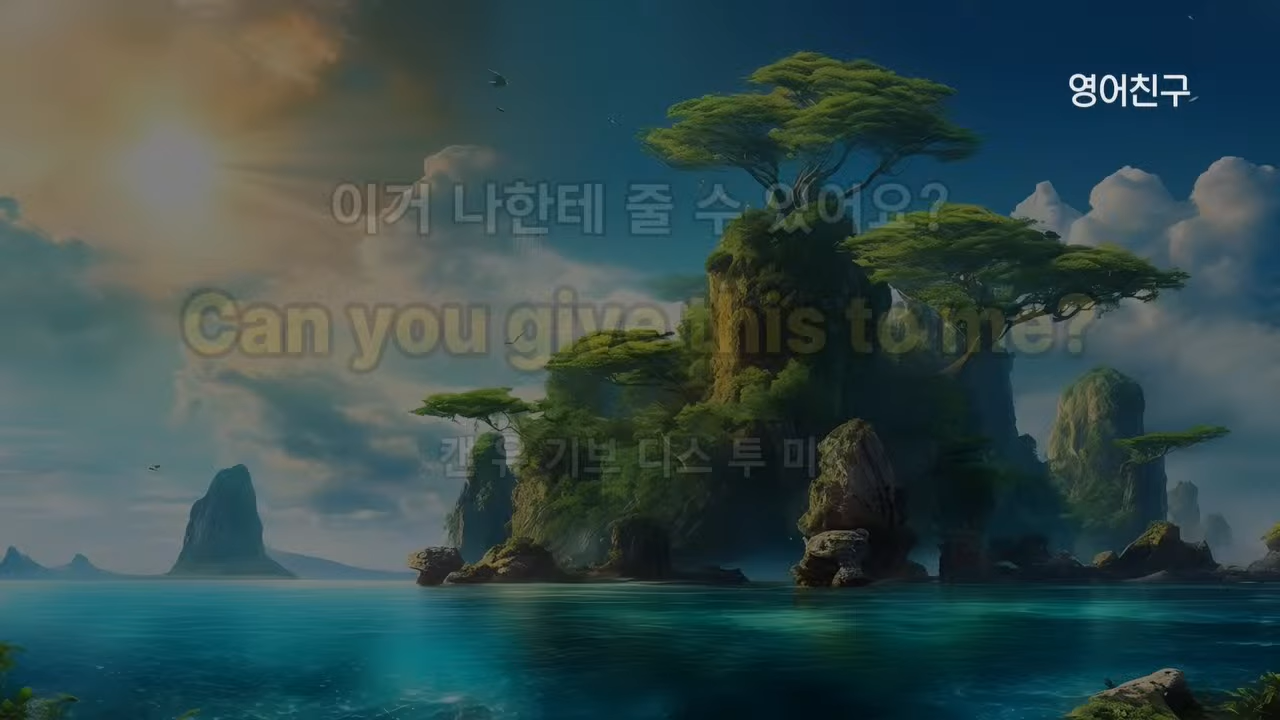 영어친구
이거 나한테 줄 수 있어요?
Can you give this to me?
캔 유 기브 디스 투 미